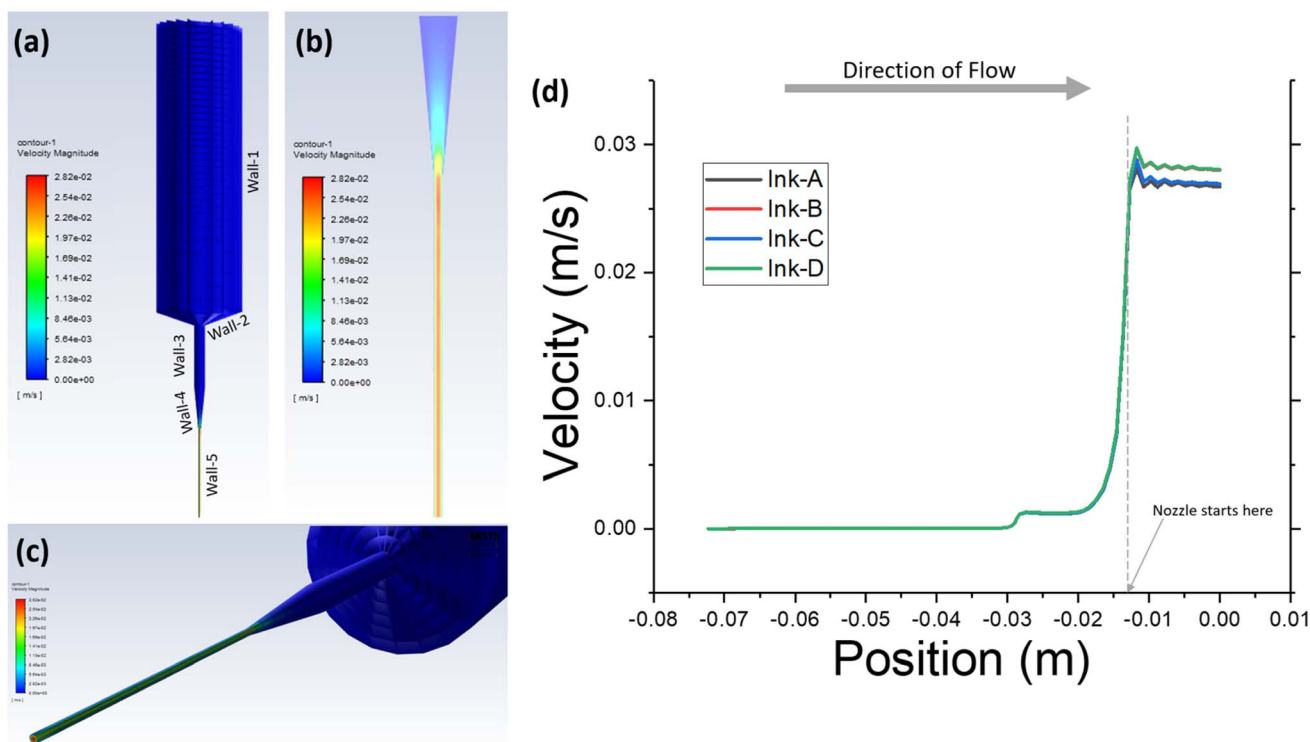 (a)
contour-1
Velocity Magnitude
2.82e-02
2.54e-02
2.26e-02
1.97e-02
1.69e-02
1.41e-02
1.13e-02
8.46e-03
5.64e-03
2.82e-03
0.00e+00
[ m/s ]
Wall-1
Wall-2
Wall-3
Wall-4
Wall-5
(b)
contour-1
Velocity Magnitude
2.82e-02
2.54e-02
2.26e-02
1.97e-02
1.69e-02
1.41e-02
1.13e-02
8.46e-03
5.64e-03
2.82e-03
0.00e+00
[ m/s ]
(c)
contour-1
Velocity Magnitude
(d)
Direction of Flow
Ink-A
Ink-B
Ink-C
Ink-D
Velocity (m/s)
0.03
0.02
0.01
0.00
Nozzle starts here
-0.08 -0.07 -0.06 -0.05 -0.04 -0.03 -0.02 -0.01 0.00 0.01
Position (m)